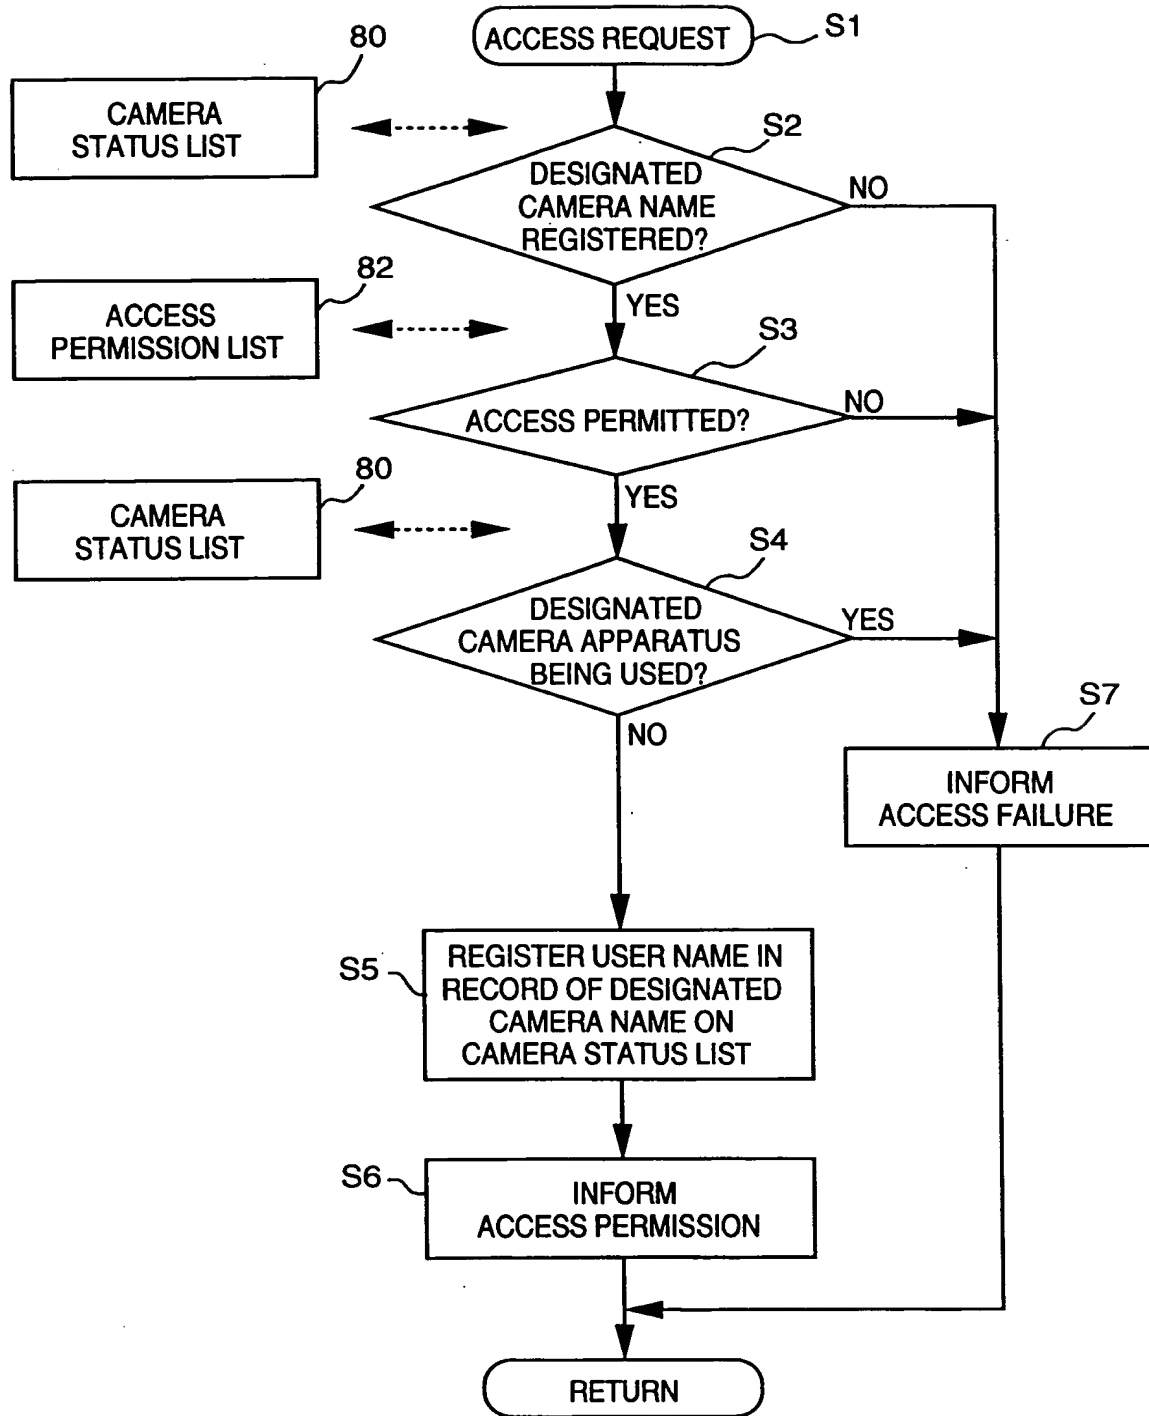 ACCESS REQUEST
S1
80
CAMERA
STATUS LIST
S2
DESIGNATED
CAMERA NAME
REGISTERED?
NO
YES
82
ACCESS
PERMISSION LIST
S3
ACCESS PERMITTED?
NO
YES
80
CAMERA
STATUS LIST
S4
DESIGNATED
CAMERA APPARATUS
BEING USED?
YES
NO
S7
INFORM
ACCESS FAILURE
S5
REGISTER USER NAME IN
RECORD OF DESIGNATED
CAMERA NAME ON
CAMERA STATUS LIST
S6
INFORM
ACCESS PERMISSION
RETURN